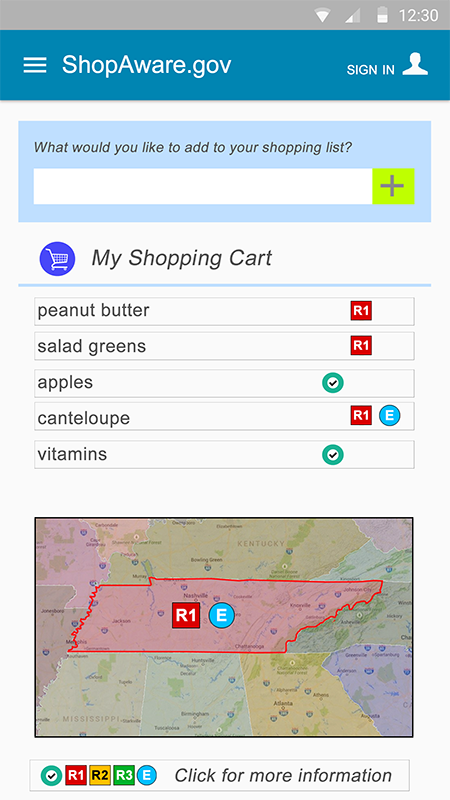 12:30
ShopAware.gov
SIGN IN
What would you like to add to your shopping list?
My Shopping Cart
peanut butter R1
salad greens R1
apples
canteloupe R1 E
vitamins
KENTUCKY
Bowling Green
Nashville
Knoxville
Jackson
R1 E
Memphis
Chattanooga
Huntsville
Atlanta
MISSISSIPPI
Birmingham
Augusta
R1 R2 R3 E Click for more information